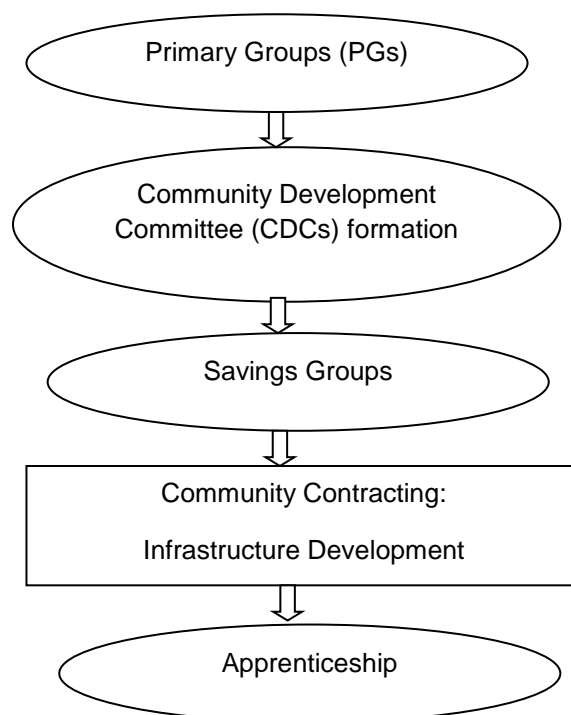 Primary Groups (PGs)
Community Development
Committee (CDCs) formation
Savings Groups
Community Contracting:
Infrastructure Development
Apprenticeship